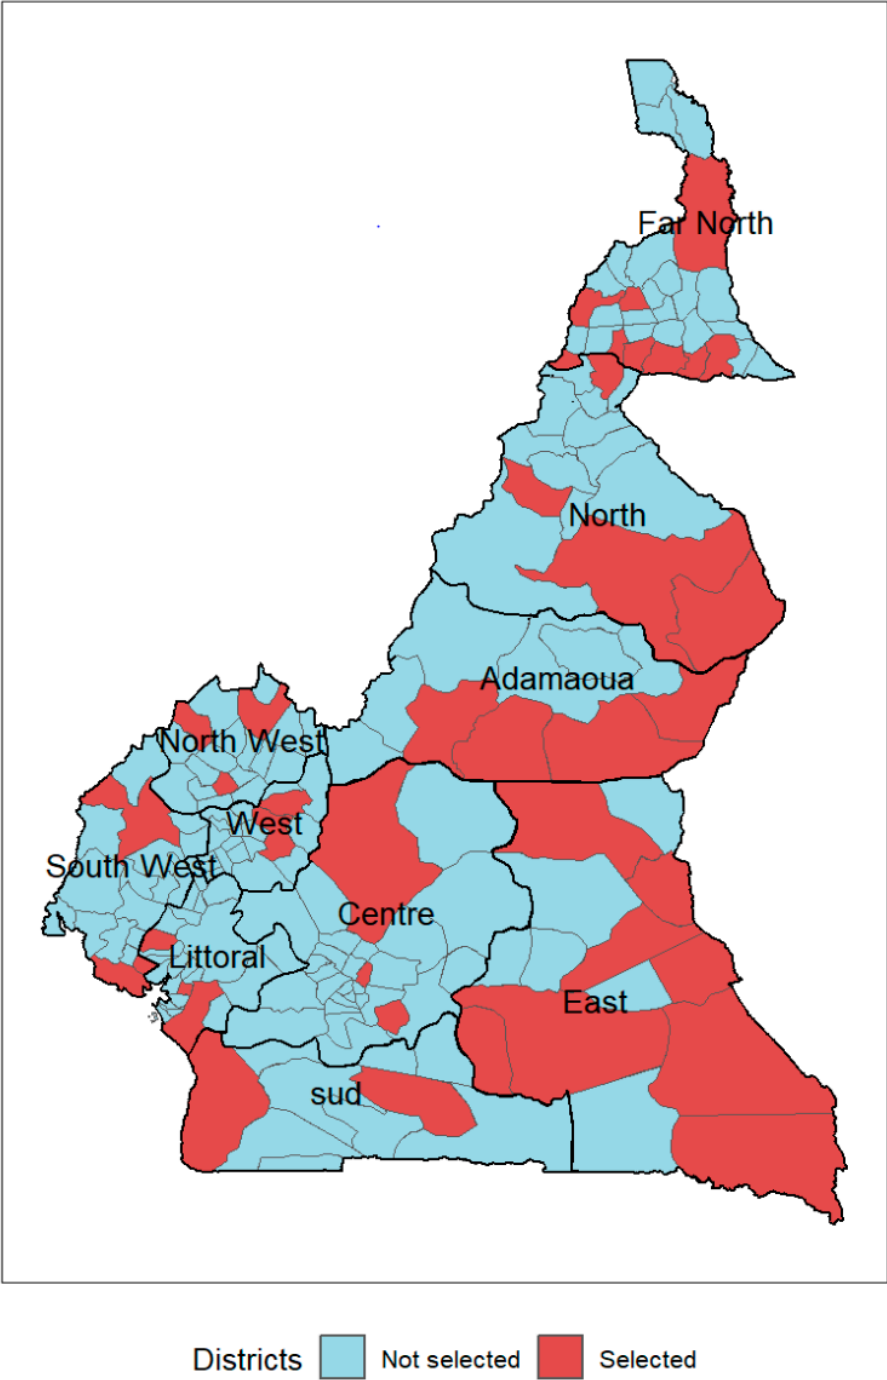 Far North
North
Adamaoua
North West
West
South West
Centre
Littoral
East
sud
Districts Not selected Selected